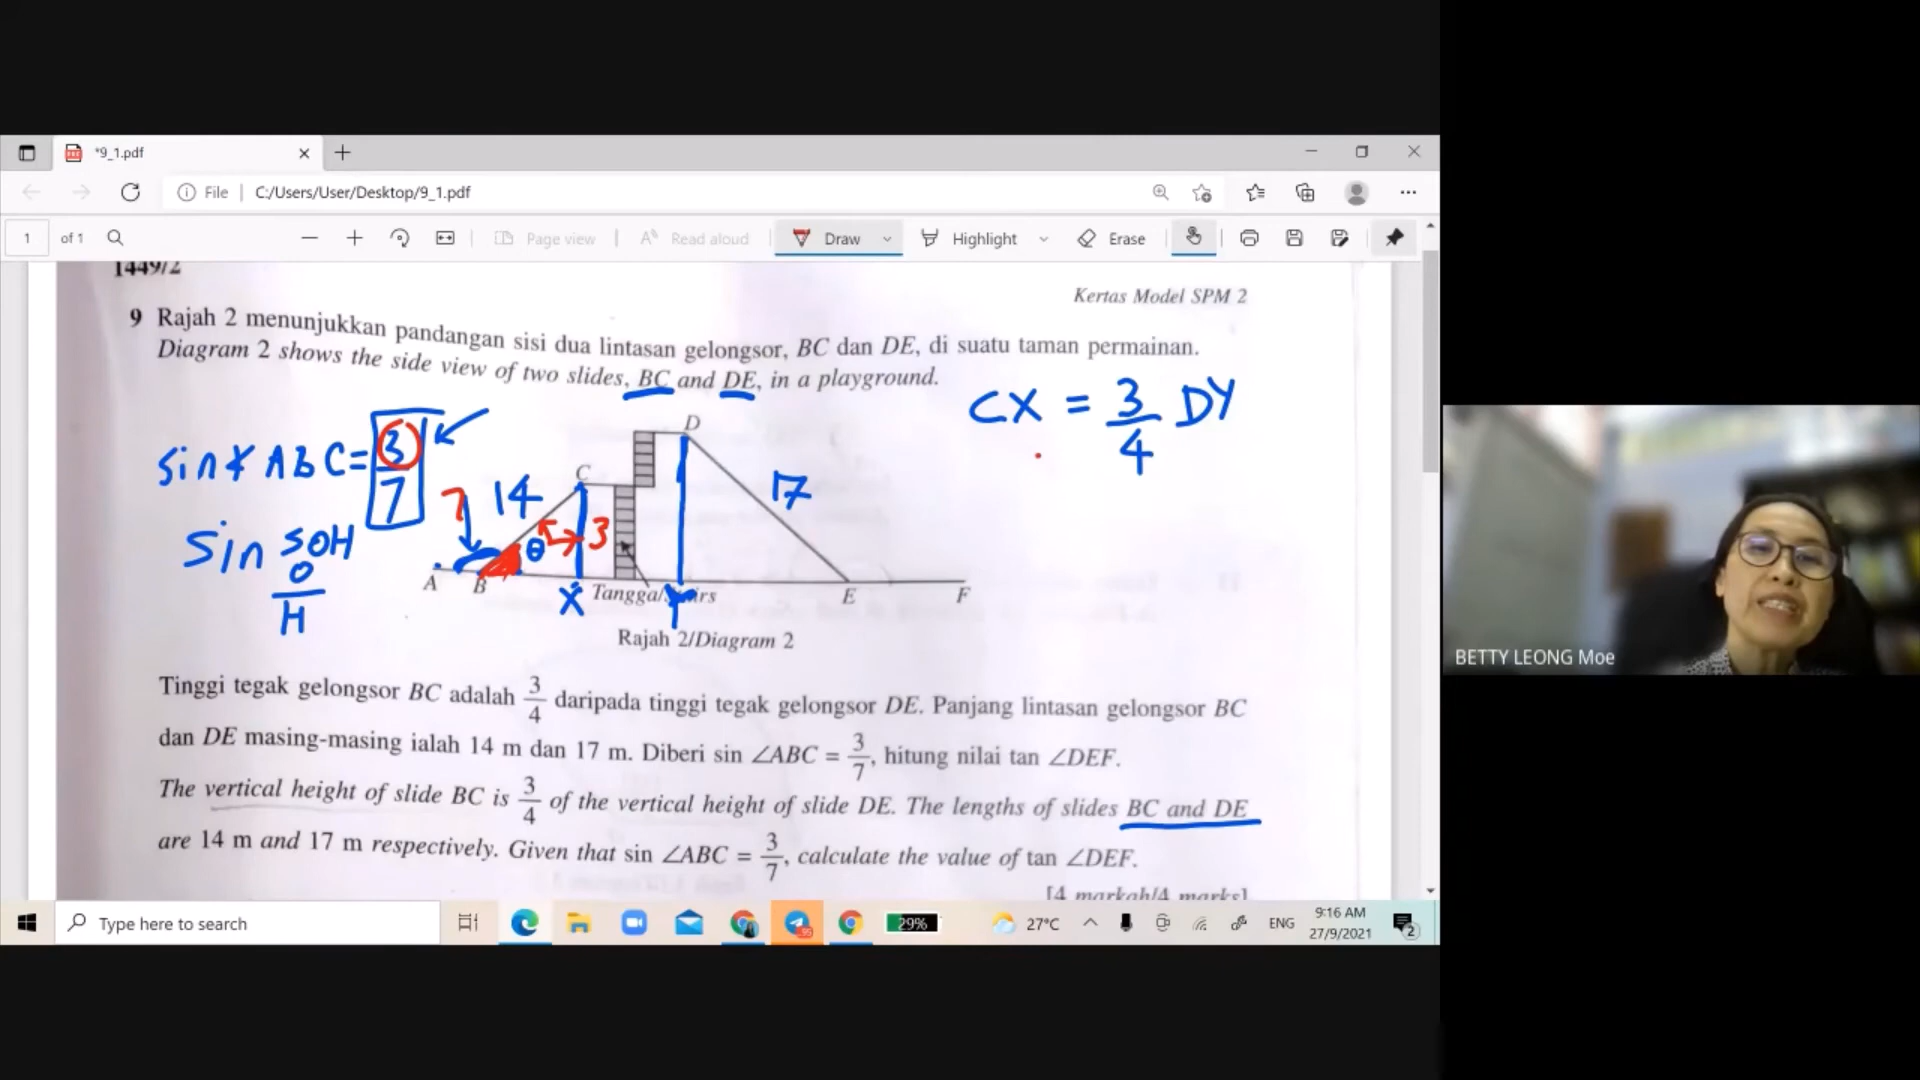 *9_1.pdf
File
C:/Users/User/Desktop/9_1.pdf
1 of 1
Page view
Read aloud
Draw
Highlight
Erase
1449/2
Kertas Model SPM 2
9 Rajah 2 menunjukkan pandangan sisi dua lintasan gelongsor, BC dan DE, di suatu taman permainan.
Diagram 2 shows the side view of two slides, BC and DE, in a playground.
CX = 3/4 DY
sin ∠ ABC = 3/7
sin SOH
O/H
7
14
θ
3
17
A
B
C
D
E
F
X
Y
Tangga/Stairs
Rajah 2/Diagram 2
Tinggi tegak gelongsor BC adalah 3/4 daripada tinggi tegak gelongsor DE. Panjang lintasan gelongsor BC
dan DE masing-masing ialah 14 m dan 17 m. Diberi sin ∠ABC = 3/7, hitung nilai tan ∠DEF.
The vertical height of slide BC is 3/4 of the vertical height of slide DE. The lengths of slides BC and DE
are 14 m and 17 m respectively. Given that sin ∠ABC = 3/7, calculate the value of tan ∠DEF.
[4 markah/4 marks]
BETTY LEONG Moe
Type here to search
29%
27°C
ENG
9:16 AM
27/9/2021
2